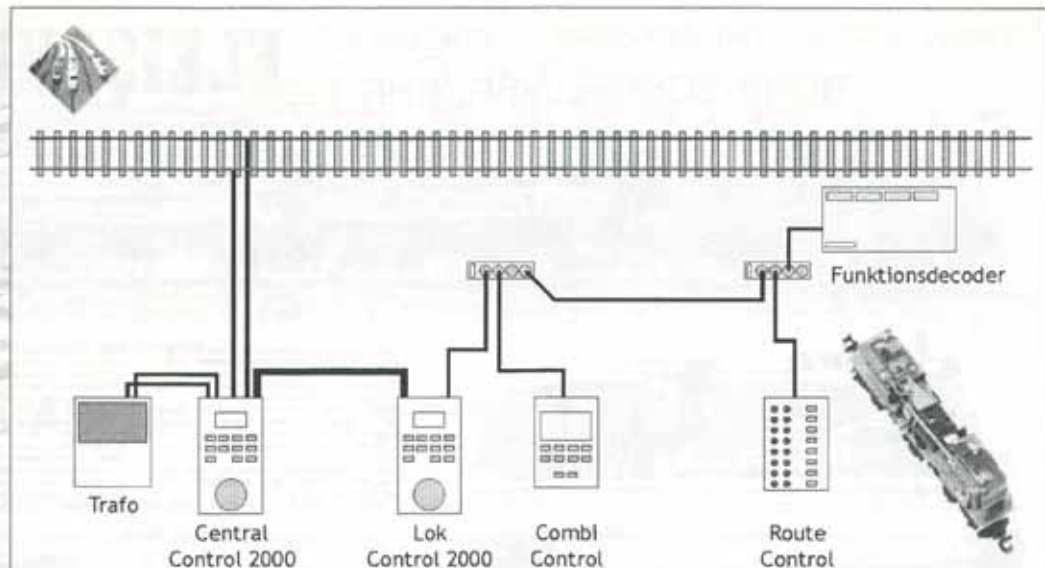 Funktionsdecoder
Trafo
Central
Control 2000
Lok
Control 2000
CombI
Control
Route
Control